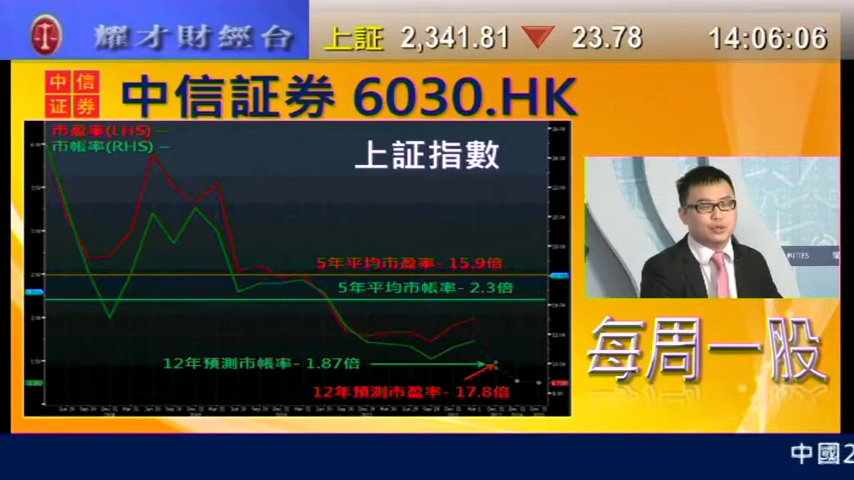 耀才財經台
上証 2,341.81 23.78 14:06:06
中信
证券
中信証券 6030.HK
市盈率(LHS)
市帳率(RHS)
上証指數
5年平均市盈率- 15.9倍
5年平均市帳率- 2.3倍
12年預測市帳率- 1.87倍
12年預測市盈率- 17.8倍
每周一股
中國2